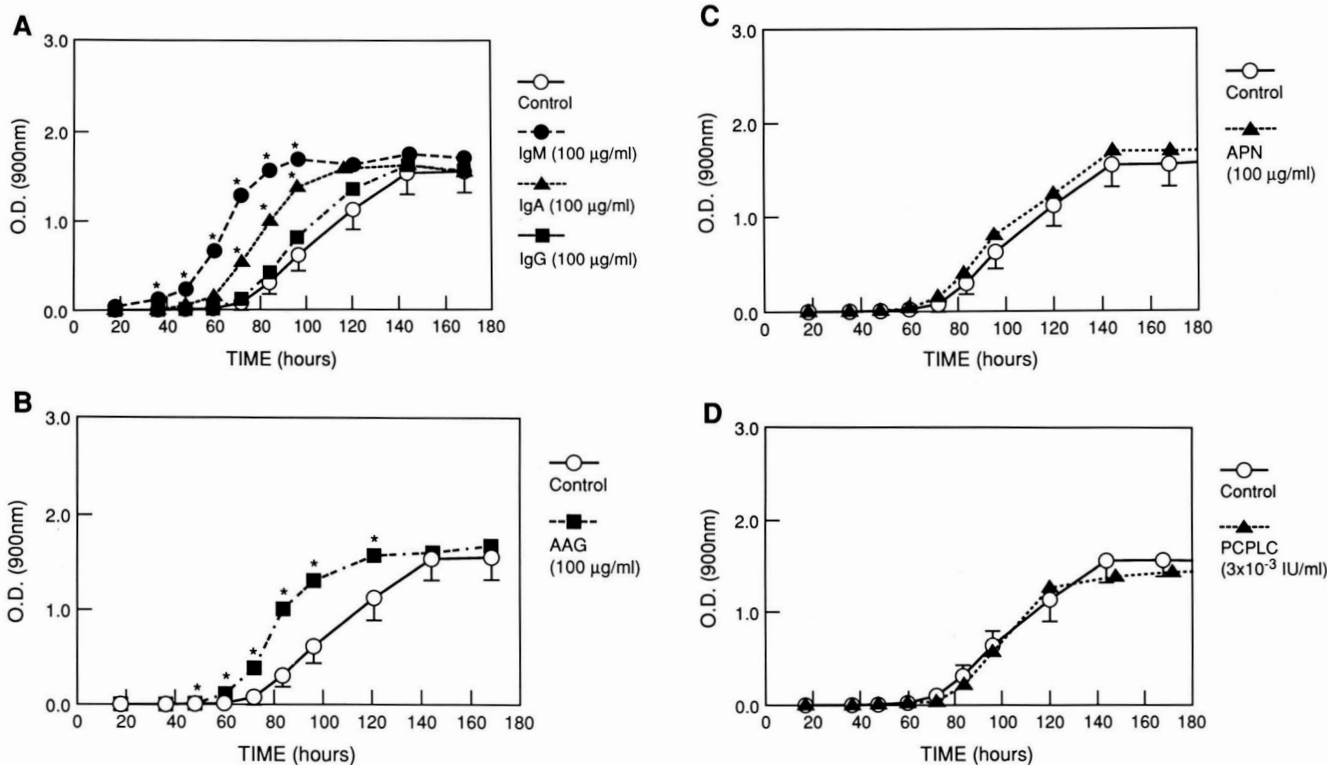 A
3.0
2.0
1.0
0.0
O.D. (900nm)
0 20 40 60 80 100 120 140 160 180
TIME (hours)
* * * * * * * * *
Control
IgM (100 µg/ml)
IgA (100 µg/ml)
IgG (100 µg/ml)
B
3.0
2.0
1.0
0.0
O.D. (900nm)
0 20 40 60 80 100 120 140 160 180
TIME (hours)
* * * * * *
Control
AAG
(100 µg/ml)
C
3.0
2.0
1.0
0.0
O.D. (900nm)
0 20 40 60 80 100 120 140 160 180
TIME (hours)
Control
APN
(100 µg/ml)
D
3.0
2.0
1.0
0.0
O.D. (900nm)
0 20 40 60 80 100 120 140 160 180
TIME (hours)
Control
PCPLC
(3x10⁻³ IU/ml)